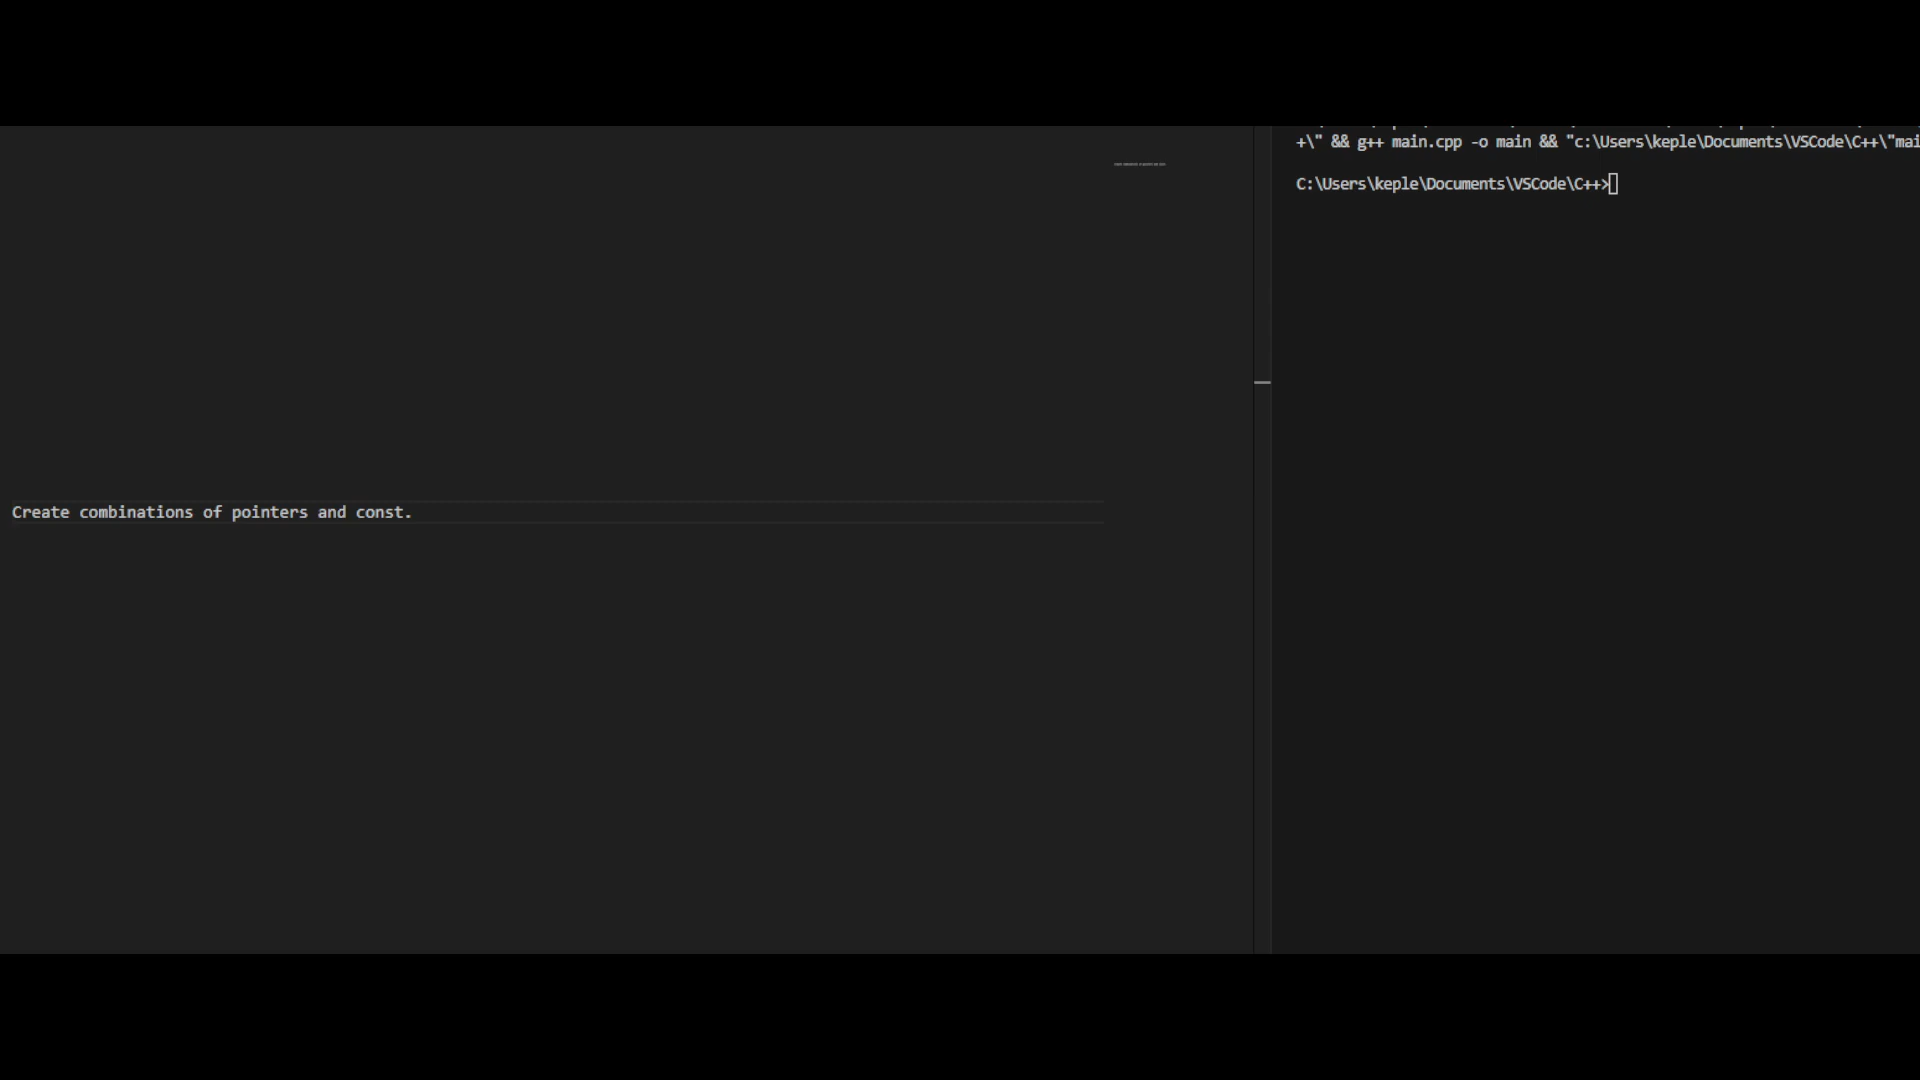 Create combinations of pointers and const.
+\" && g++ main.cpp -o main && "c:\Users\keple\Documents\VSCode\C++\"mai
C:\Users\keple\Documents\VSCode\C++>